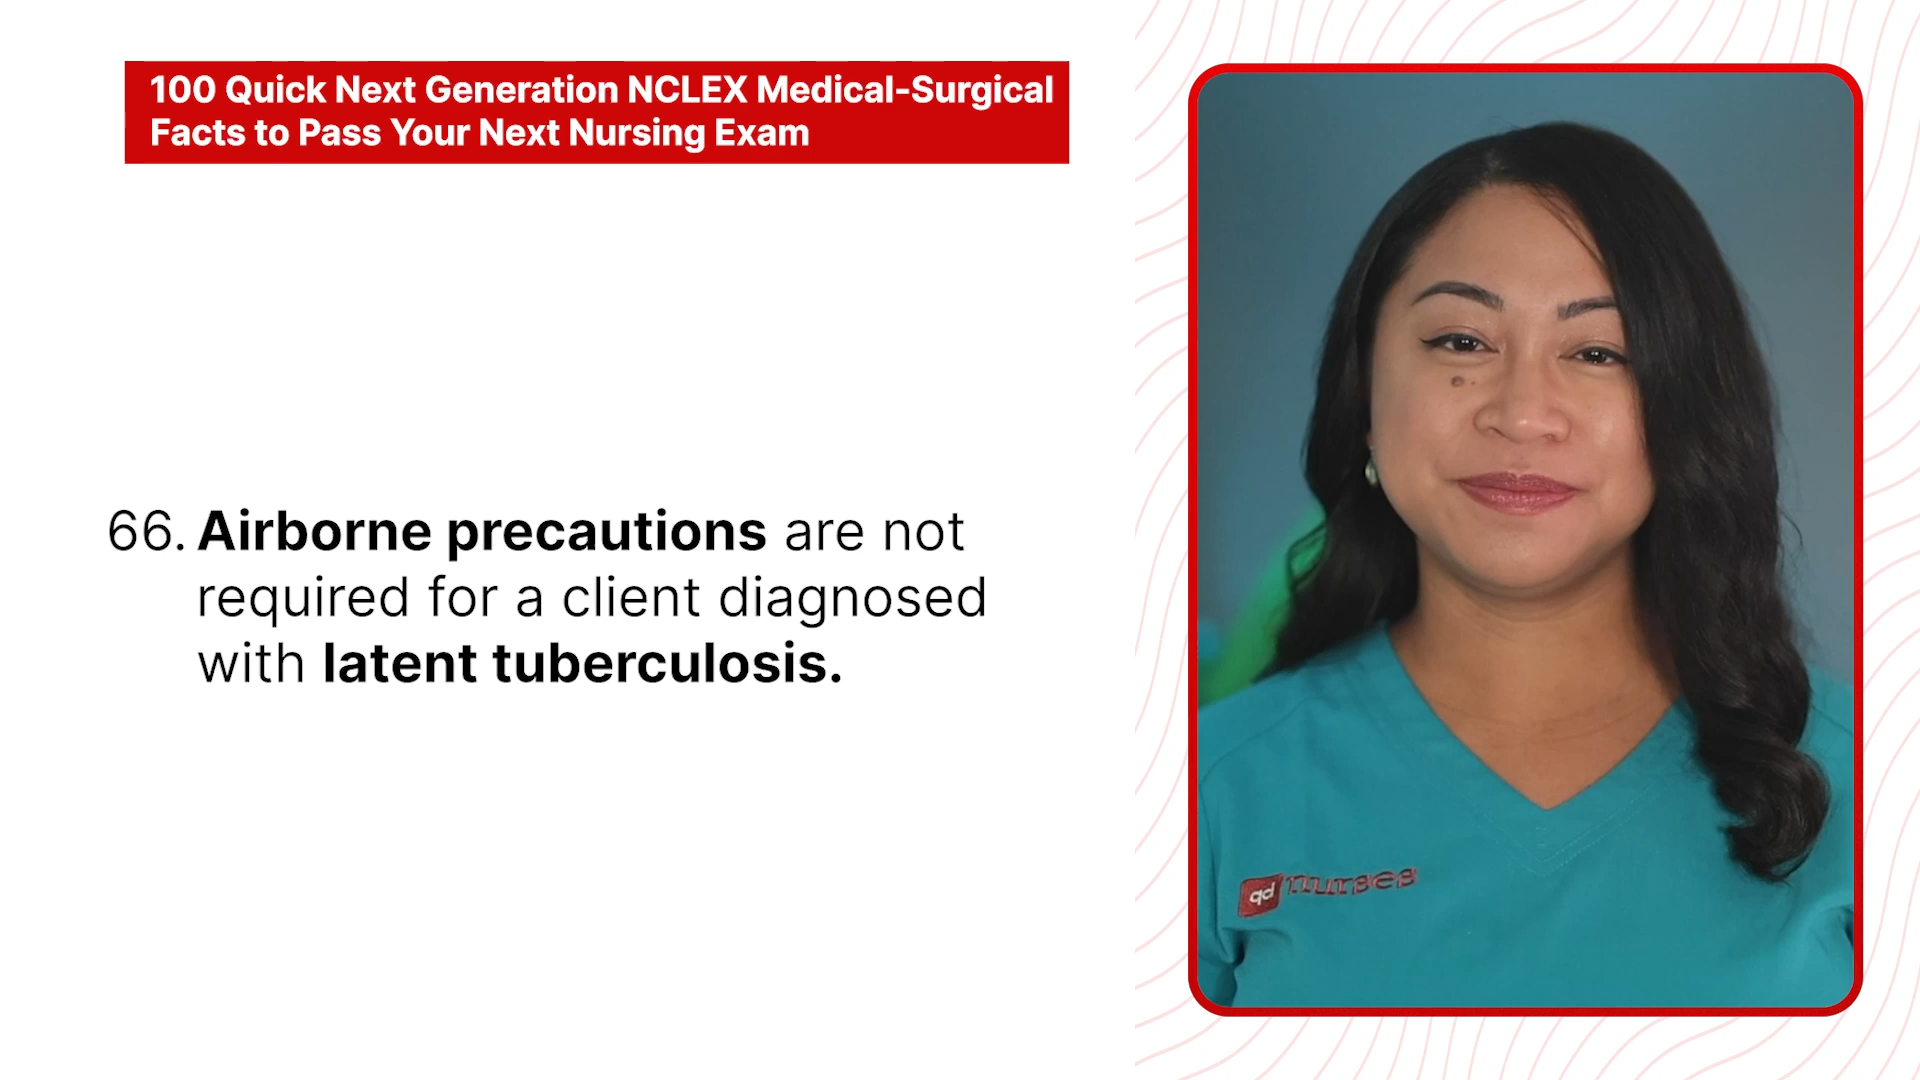 100 Quick Next Generation NCLEX Medical-Surgical
Facts to Pass Your Next Nursing Exam
66. Airborne precautions are not
required for a client diagnosed
with latent tuberculosis.
qd nurses